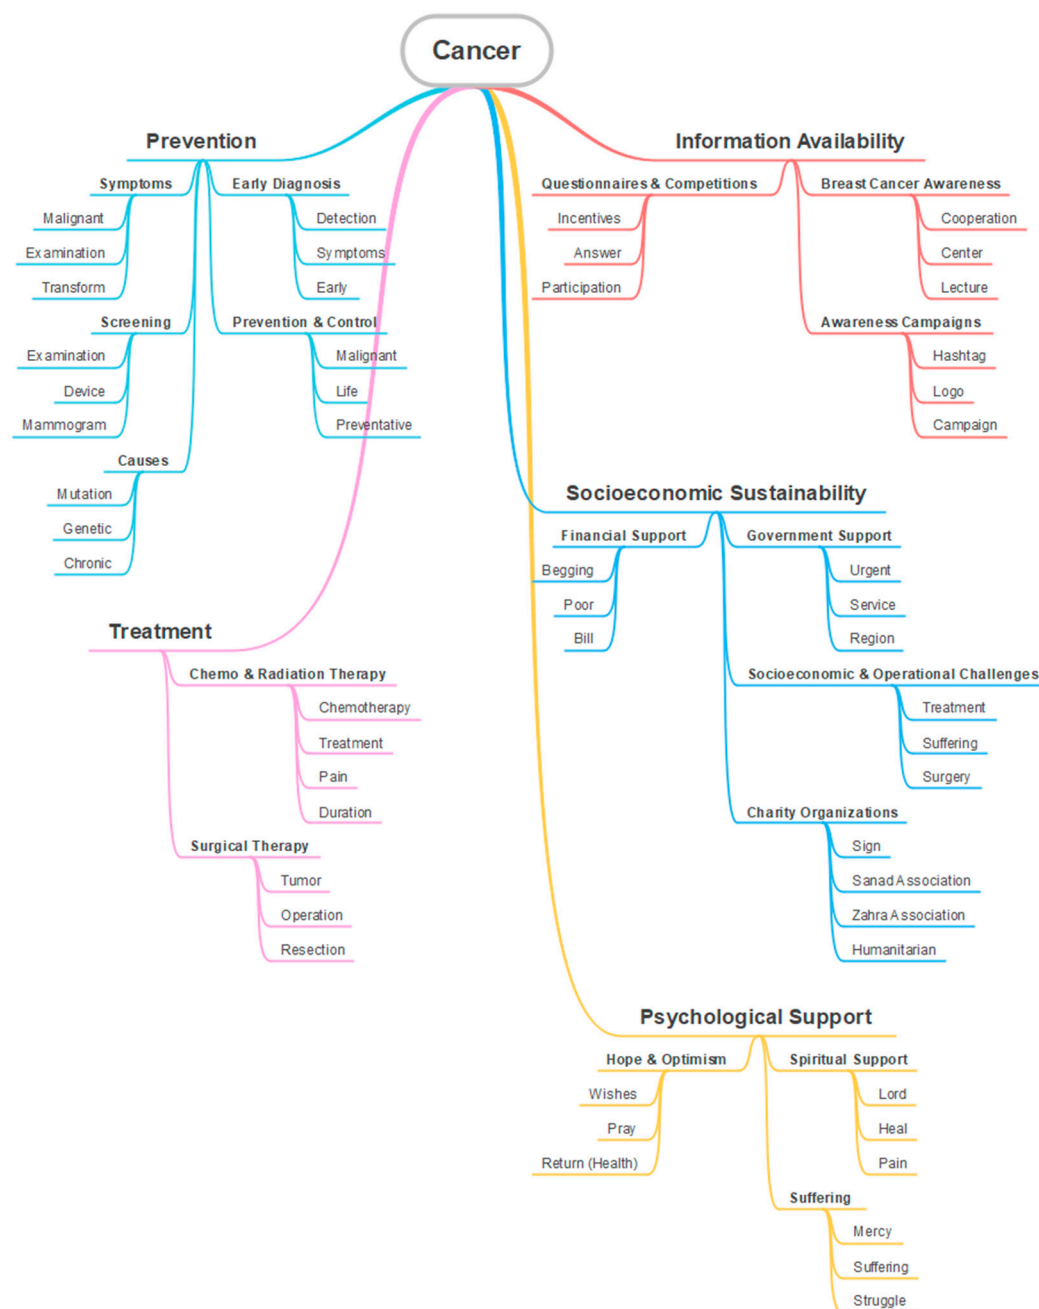 Cancer
Prevention
Symptoms
Malignant
Examination
Transform
Screening
Examination
Device
Mammogram
Causes
Mutation
Genetic
Chronic
Early Diagnosis
Detection
Symptoms
Early
Prevention & Control
Malignant
Life
Preventative
Treatment
Chemo & Radiation Therapy
Chemotherapy
Treatment
Pain
Duration
Surgical Therapy
Tumor
Operation
Resection
Information Availability
Questionnaires & Competitions
Incentives
Answer
Participation
Breast Cancer Awareness
Cooperation
Center
Lecture
Awareness Campaigns
Hashtag
Logo
Campaign
Socioeconomic Sustainability
Financial Support
Begging
Poor
Bill
Government Support
Urgent
Service
Region
Socioeconomic & Operational Challenges
Treatment
Suffering
Surgery
Charity Organizations
Sign
Sanad Association
Zahra Association
Humanitarian
Psychological Support
Hope & Optimism
Wishes
Pray
Return (Health)
Spiritual Support
Lord
Heal
Pain
Suffering
Mercy
Suffering
Struggle